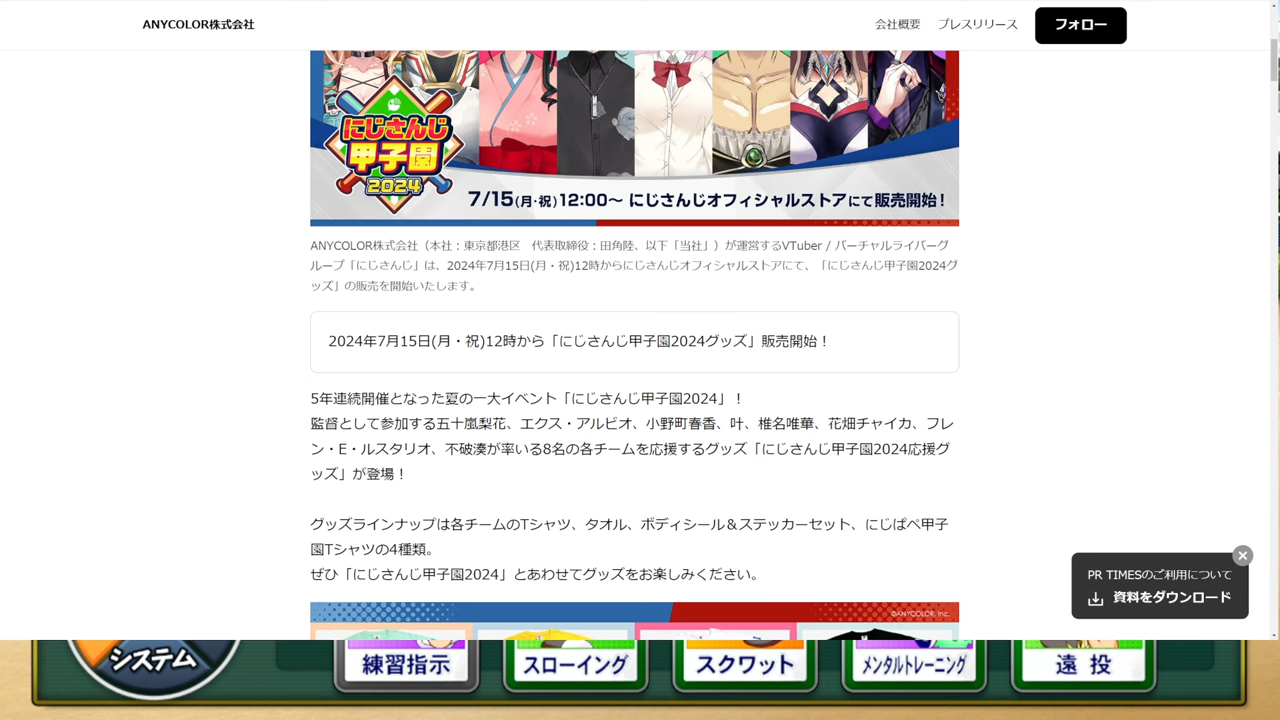 ANYCOLOR株式会社
会社概要
プレスリリース
フォロー
にじさんじ
甲子園
2024
7/15(月・祝)12:00〜 にじさんじオフィシャルストアにて販売開始！
ANYCOLOR株式会社（本社：東京都港区　代表取締役：田角陸、以下「当社」）が運営するVTuber / バーチャルライバーグ
ループ「にじさんじ」は、2024年7月15日(月・祝)12時からにじさんじオフィシャルストアにて、「にじさんじ甲子園2024グ
ッズ」の販売を開始いたします。
2024年7月15日(月・祝)12時から「にじさんじ甲子園2024グッズ」販売開始！
5年連続開催となった夏の一大イベント「にじさんじ甲子園2024」！
監督として参加する五十嵐梨花、エクス・アルビオ、小野町春香、叶、椎名唯華、花畑チャイカ、フレ
ン・E・ルスタリオ、不破湊が率いる8名の各チームを応援するグッズ「にじさんじ甲子園2024応援グ
ッズ」が登場！
グッズラインナップは各チームのTシャツ、タオル、ボディシール＆ステッカーセット、にじぱぺ甲子
園Tシャツの4種類。
ぜひ「にじさんじ甲子園2024」とあわせてグッズをお楽しみください。
PR TIMESのご利用について
資料をダウンロード
©ANYCOLOR, Inc.
システム
練習指示
スローイング
スクワット
メンタルトレーニング
遠投